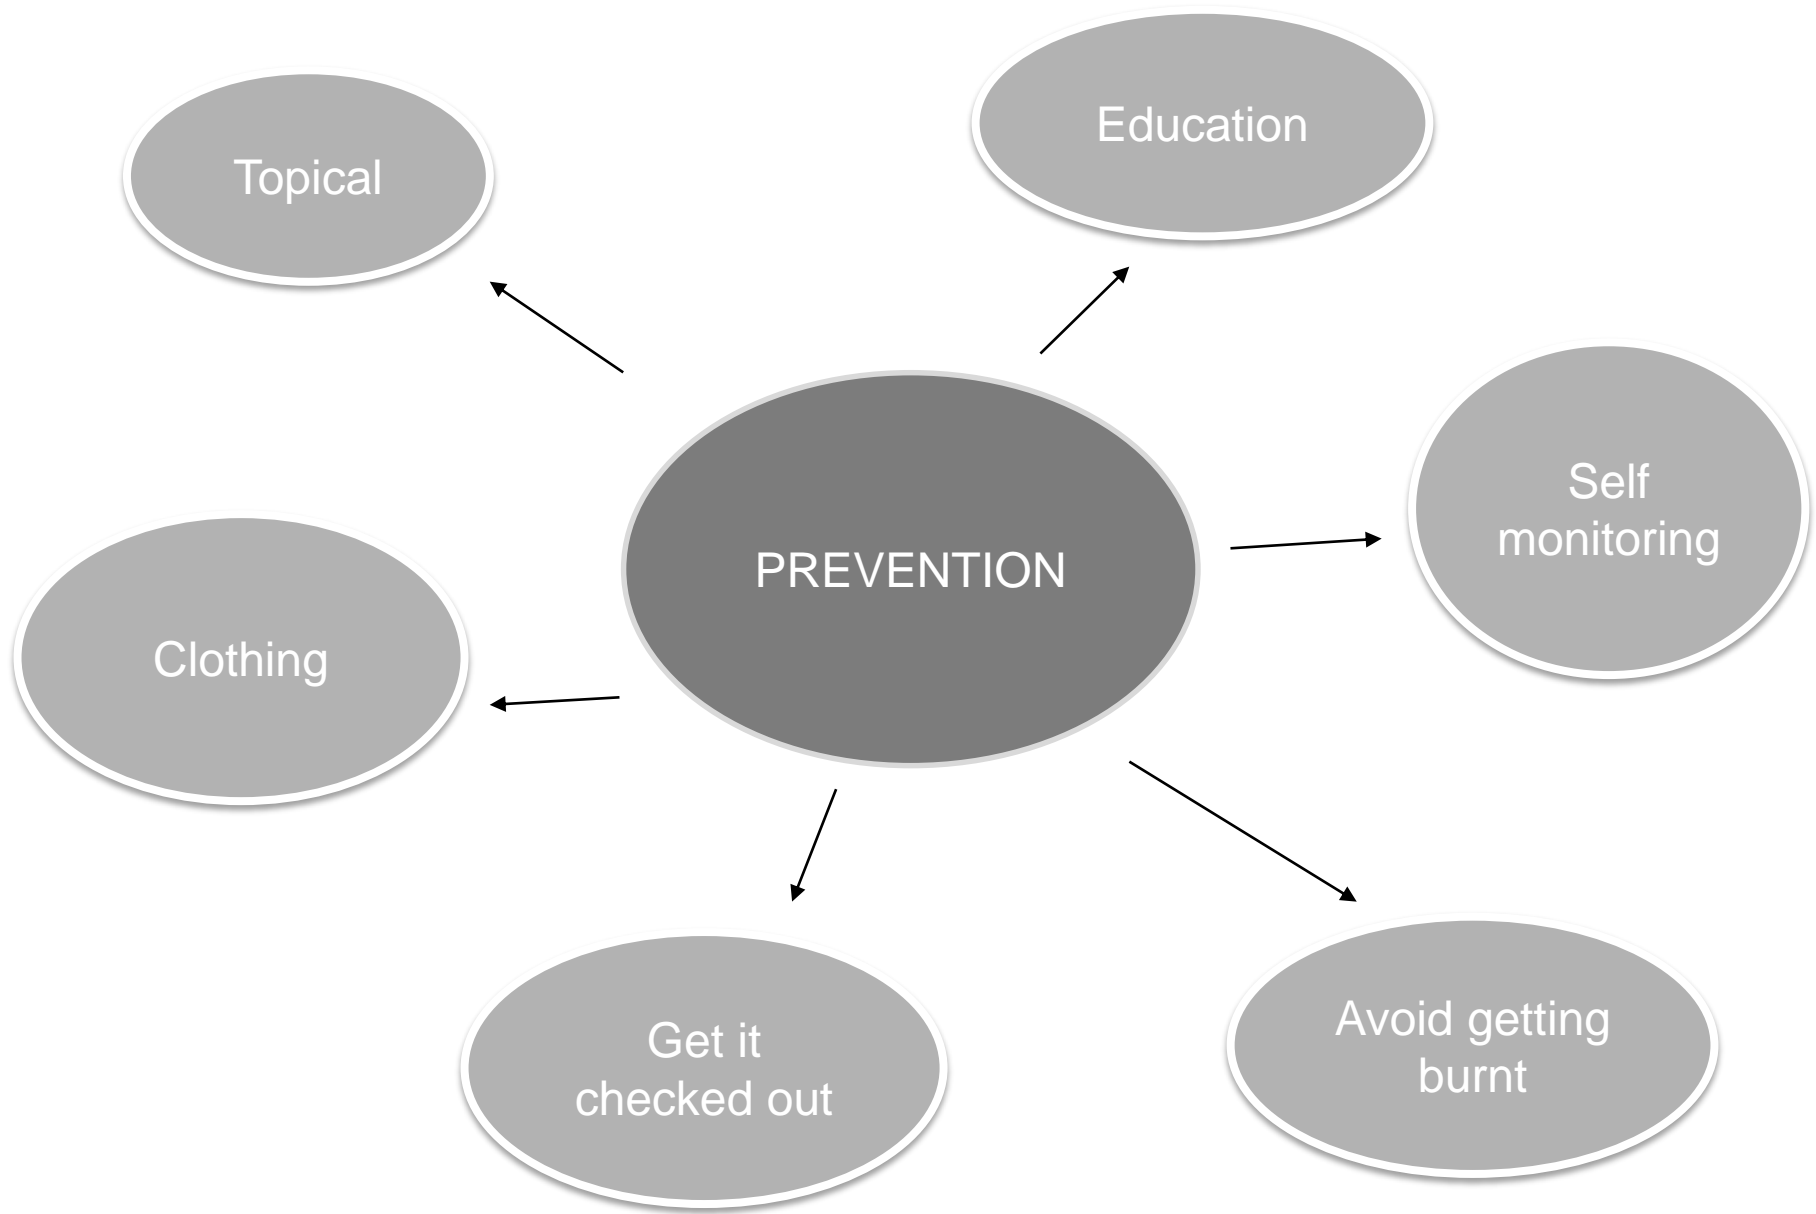 Topical
Education
Self
monitoring
PREVENTION
Clothing
Get it
checked out
Avoid getting
burnt